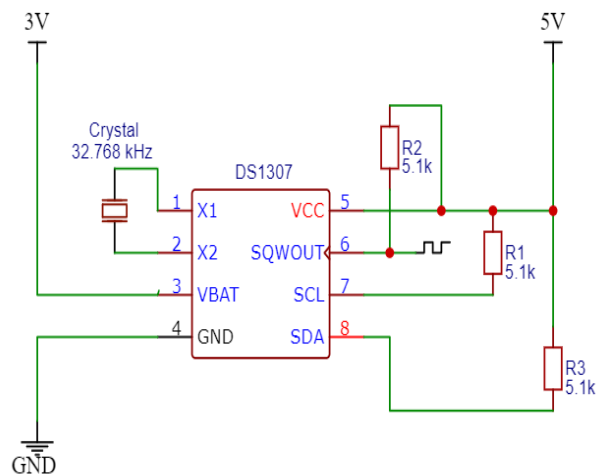 3V
5V
Crystal
32.768 kHz
R2
5.1k
DS1307
1 X1 VCC 5
2 X2 SQWOUT 6
R1
5.1k
3 VBAT SCL 7
4 GND SDA 8
R3
5.1k
GND